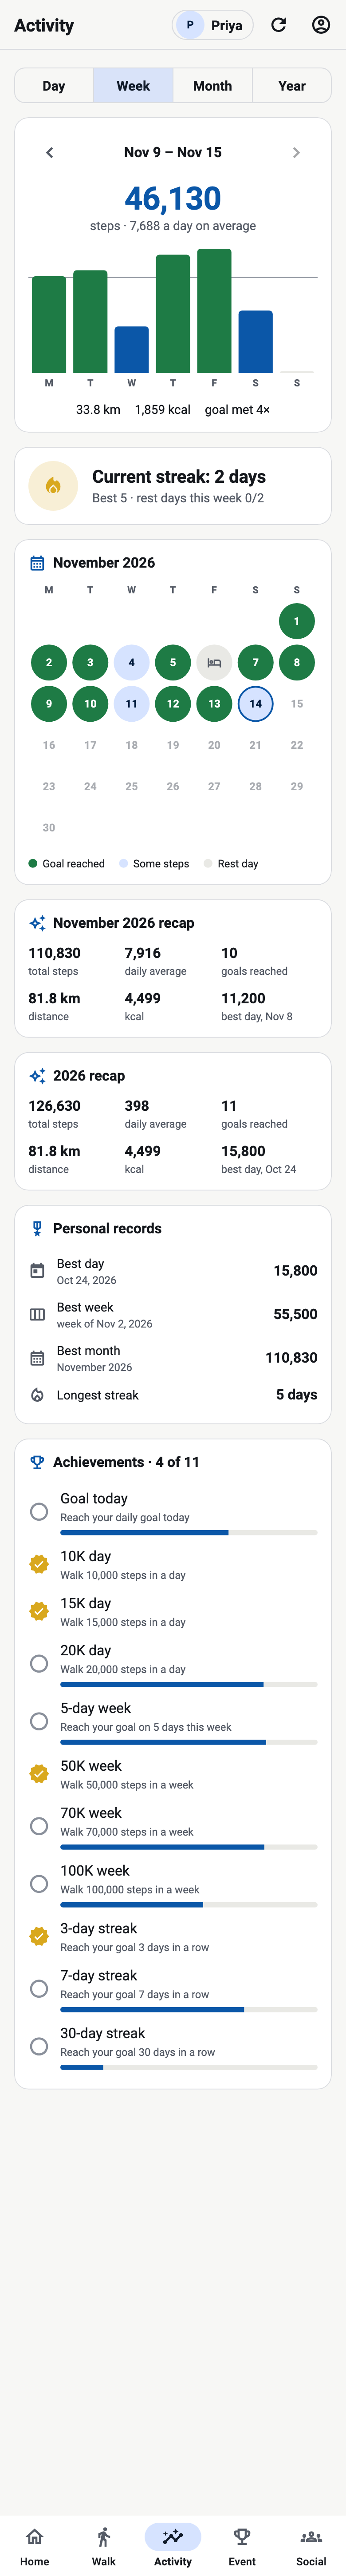 Activity
P Priya
Day Week Month Year
Nov 9 – Nov 15
46,130
steps · 7,688 a day on average
M T W T F S S
33.8 km 1,859 kcal goal met 4×
Current streak: 2 days
Best 5 · rest days this week 0/2
November 2026
M T W T F S S
1
2 3 4 5 7 8
9 10 11 12 13 14 15
16 17 18 19 20 21 22
23 24 25 26 27 28 29
30
Goal reached Some steps Rest day
November 2026 recap
110,830 7,916 10
total steps daily average goals reached
81.8 km 4,499 11,200
distance kcal best day, Nov 8
2026 recap
126,630 398 11
total steps daily average goals reached
81.8 km 4,499 15,800
distance kcal best day, Oct 24
Personal records
Best day 15,800
Oct 24, 2026
Best week 55,500
week of Nov 2, 2026
Best month 110,830
November 2026
Longest streak 5 days
Achievements · 4 of 11
Goal today
Reach your daily goal today
10K day
Walk 10,000 steps in a day
15K day
Walk 15,000 steps in a day
20K day
Walk 20,000 steps in a day
5-day week
Reach your goal on 5 days this week
50K week
Walk 50,000 steps in a week
70K week
Walk 70,000 steps in a week
100K week
Walk 100,000 steps in a week
3-day streak
Reach your goal 3 days in a row
7-day streak
Reach your goal 7 days in a row
30-day streak
Reach your goal 30 days in a row
Home Walk Activity Event Social